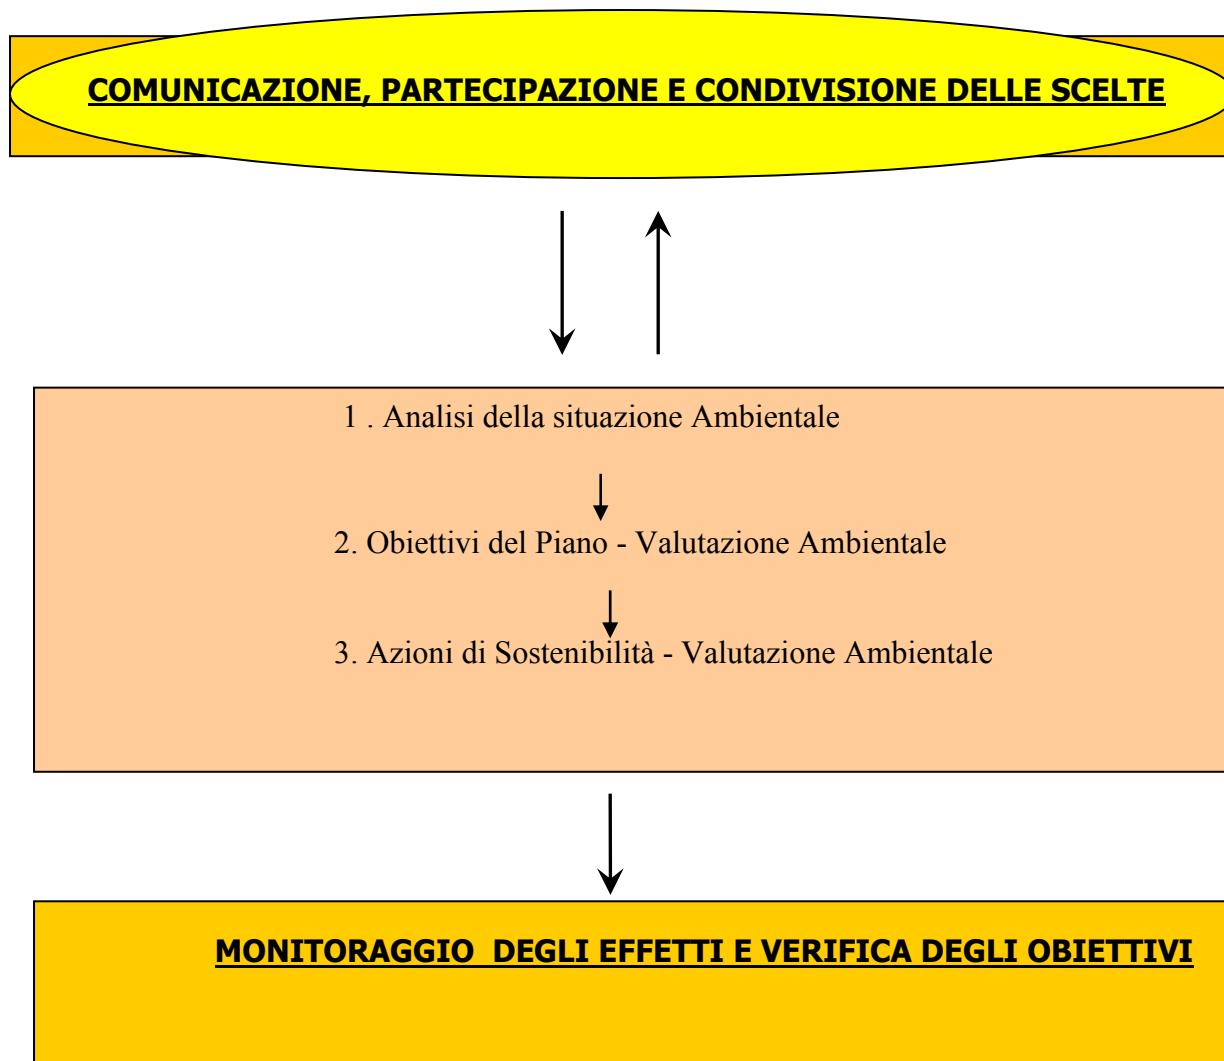 COMUNICAZIONE, PARTECIPAZIONE E CONDIVISIONE DELLE SCELTE
1 . Analisi della situazione Ambientale
2. Obiettivi del Piano - Valutazione Ambientale
3. Azioni di Sostenibilità - Valutazione Ambientale
MONITORAGGIO  DEGLI EFFETTI E VERIFICA DEGLI OBIETTIVI